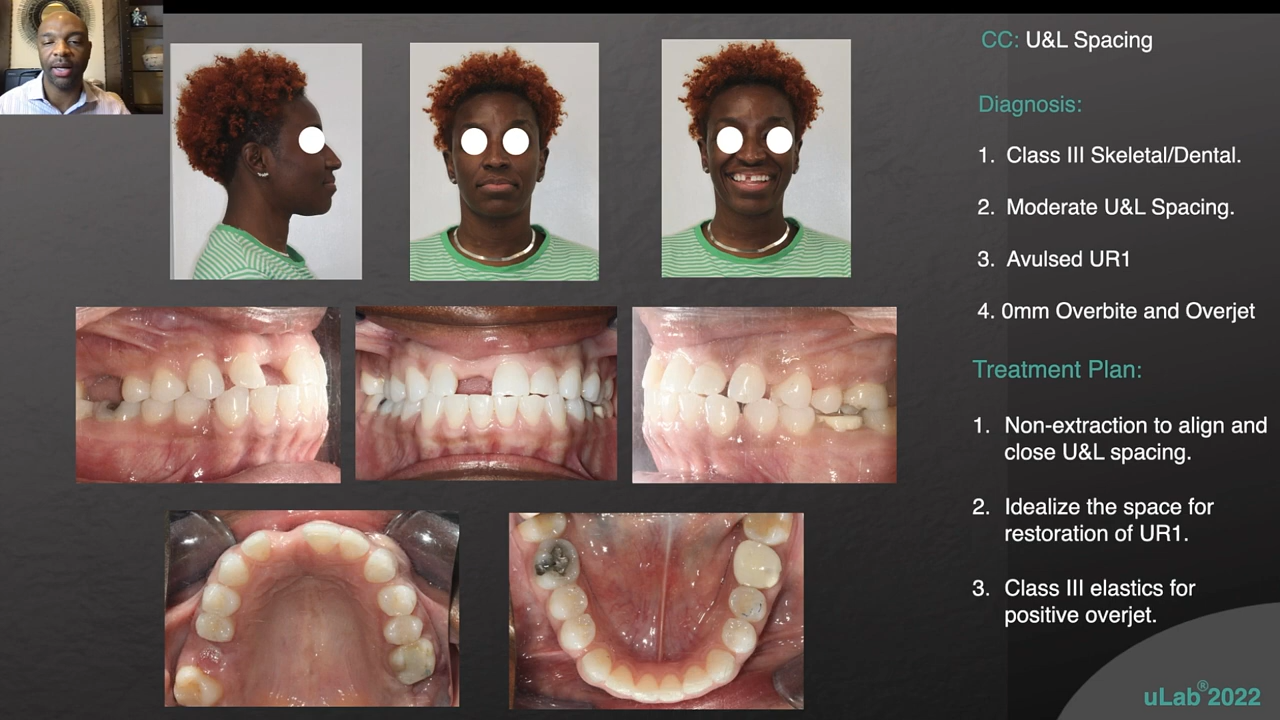 CC: U&L Spacing
Diagnosis:
1. Class III Skeletal/Dental.
2. Moderate U&L Spacing.
3. Avulsed UR1
4. 0mm Overbite and Overjet
Treatment Plan:
1. Non-extraction to align and
close U&L spacing.
2. Idealize the space for
restoration of UR1.
3. Class III elastics for
positive overjet.
uLab®2022